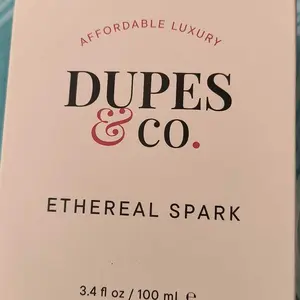 AFFORDABLE LUXURY
DUPES
& CO.
ETHEREAL SPARK
3.4 fl oz / 100 mL ℮